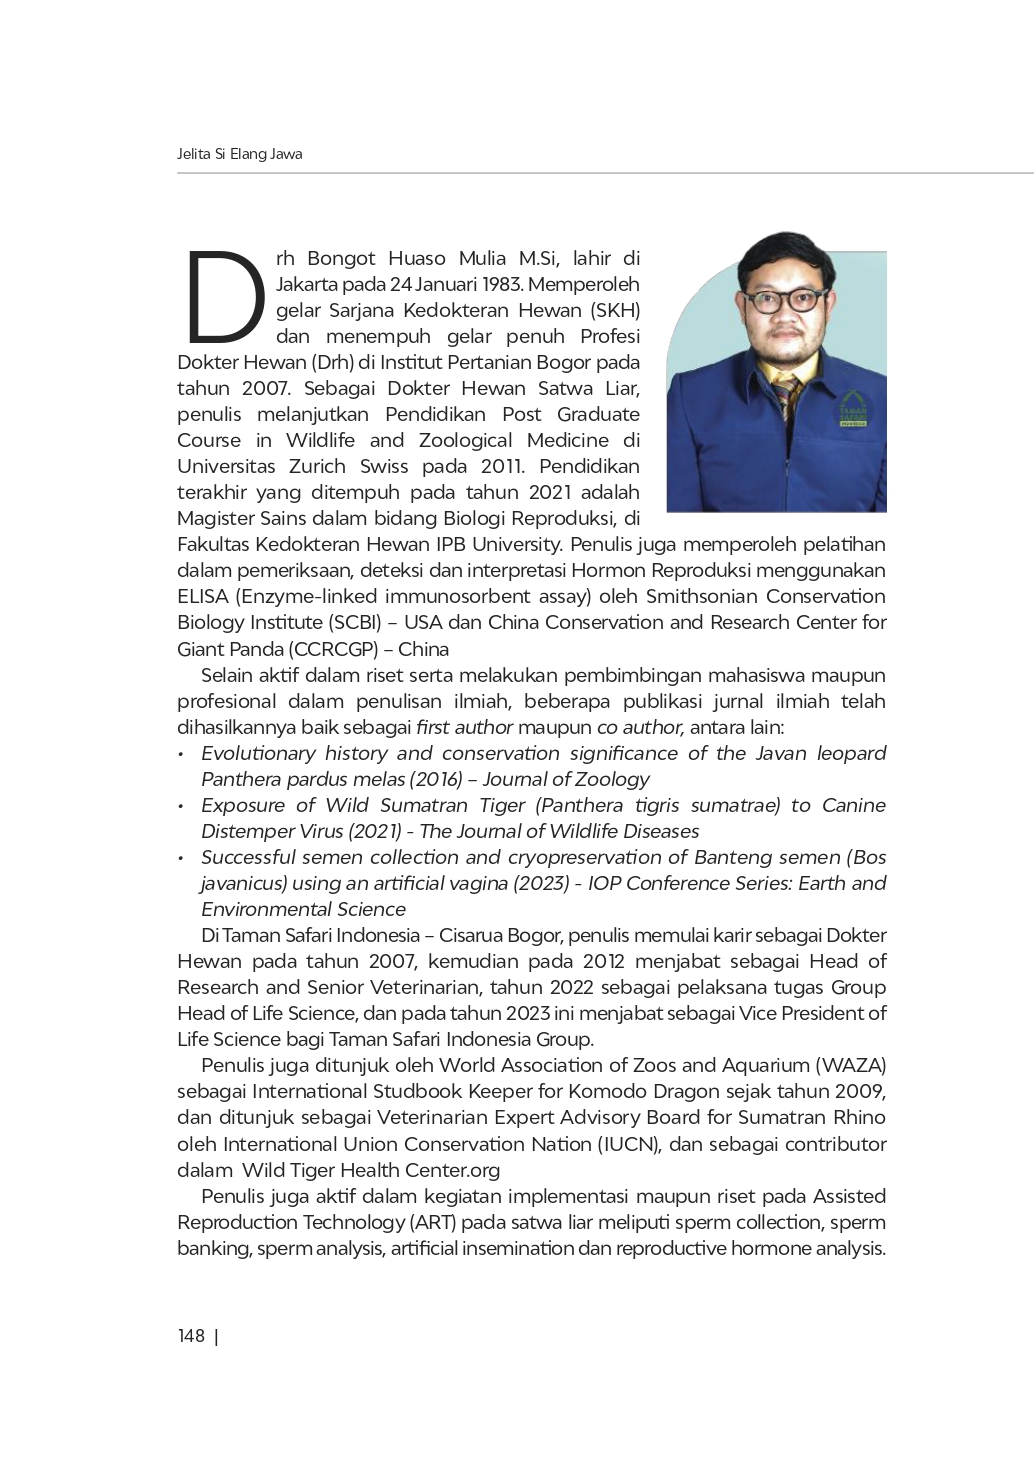 Jelita Si Elang Jawa
Drh Bongot Huaso Mulia M.Si, lahir di
Jakarta pada 24 Januari 1983. Memperoleh
gelar Sarjana Kedokteran Hewan (SKH)
dan menempuh gelar penuh Profesi
Dokter Hewan (Drh) di Institut Pertanian Bogor pada
tahun 2007. Sebagai Dokter Hewan Satwa Liar,
penulis melanjutkan Pendidikan Post Graduate
Course in Wildlife and Zoological Medicine di
Universitas Zurich Swiss pada 2011. Pendidikan
terakhir yang ditempuh pada tahun 2021 adalah
Magister Sains dalam bidang Biologi Reproduksi, di
Fakultas Kedokteran Hewan IPB University. Penulis juga memperoleh pelatihan
dalam pemeriksaan, deteksi dan interpretasi Hormon Reproduksi menggunakan
ELISA (Enzyme-linked immunosorbent assay) oleh Smithsonian Conservation
Biology Institute (SCBI) – USA dan China Conservation and Research Center for
Giant Panda (CCRCGP) – China
TAMAN
SAFARI
INDONESIA
Selain aktif dalam riset serta melakukan pembimbingan mahasiswa maupun
profesional dalam penulisan ilmiah, beberapa publikasi jurnal ilmiah telah
dihasilkannya baik sebagai first author maupun co author, antara lain:
• Evolutionary history and conservation significance of the Javan leopard
Panthera pardus melas (2016) – Journal of Zoology
• Exposure of Wild Sumatran Tiger (Panthera tigris sumatrae) to Canine
Distemper Virus (2021) - The Journal of Wildlife Diseases
• Successful semen collection and cryopreservation of Banteng semen (Bos
javanicus) using an artificial vagina (2023) - IOP Conference Series: Earth and
Environmental Science
Di Taman Safari Indonesia – Cisarua Bogor, penulis memulai karir sebagai Dokter
Hewan pada tahun 2007, kemudian pada 2012 menjabat sebagai Head of
Research and Senior Veterinarian, tahun 2022 sebagai pelaksana tugas Group
Head of Life Science, dan pada tahun 2023 ini menjabat sebagai Vice President of
Life Science bagi Taman Safari Indonesia Group.
Penulis juga ditunjuk oleh World Association of Zoos and Aquarium (WAZA)
sebagai International Studbook Keeper for Komodo Dragon sejak tahun 2009,
dan ditunjuk sebagai Veterinarian Expert Advisory Board for Sumatran Rhino
oleh International Union Conservation Nation (IUCN), dan sebagai contributor
dalam Wild Tiger Health Center.org
Penulis juga aktif dalam kegiatan implementasi maupun riset pada Assisted
Reproduction Technology (ART) pada satwa liar meliputi sperm collection, sperm
banking, sperm analysis, artificial insemination dan reproductive hormone analysis.
148 |